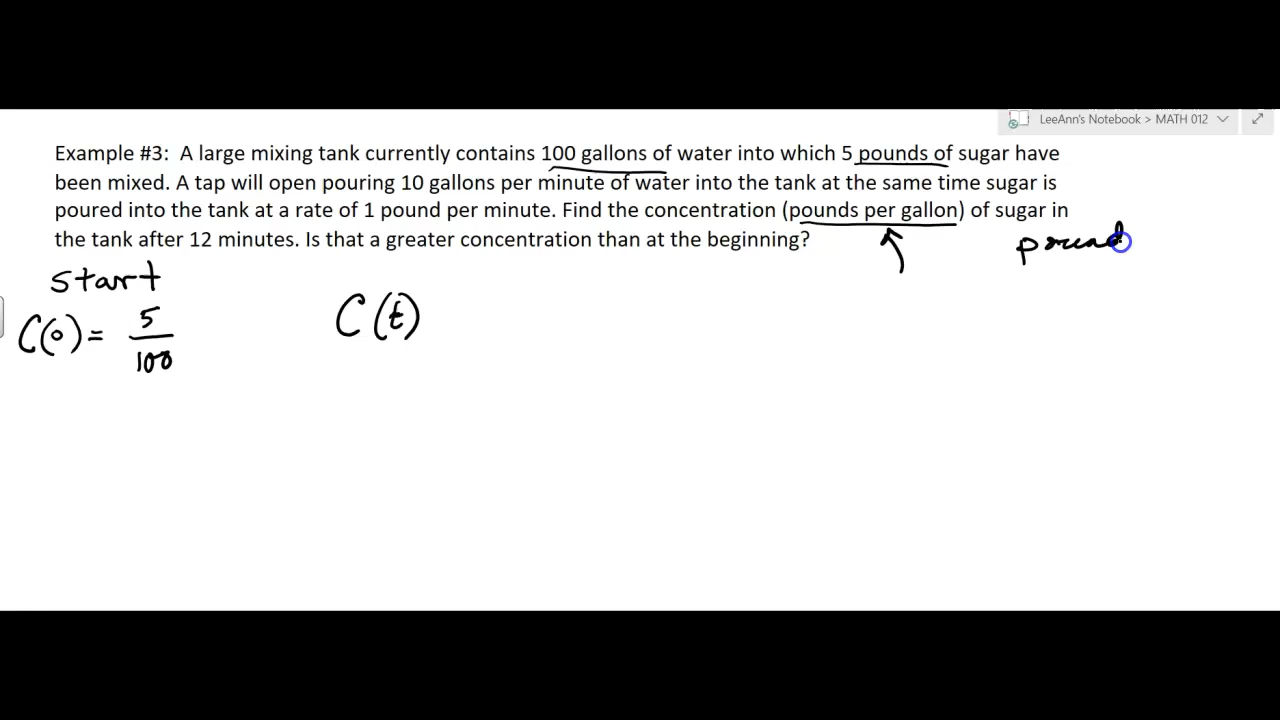 LeeAnn's Notebook > MATH 012
Example #3: A large mixing tank currently contains 100 gallons of water into which 5 pounds of sugar have
been mixed. A tap will open pouring 10 gallons per minute of water into the tank at the same time sugar is
poured into the tank at a rate of 1 pound per minute. Find the concentration (pounds per gallon) of sugar in
the tank after 12 minutes. Is that a greater concentration than at the beginning?
pound
start
C(0) = 5/100
C(t)